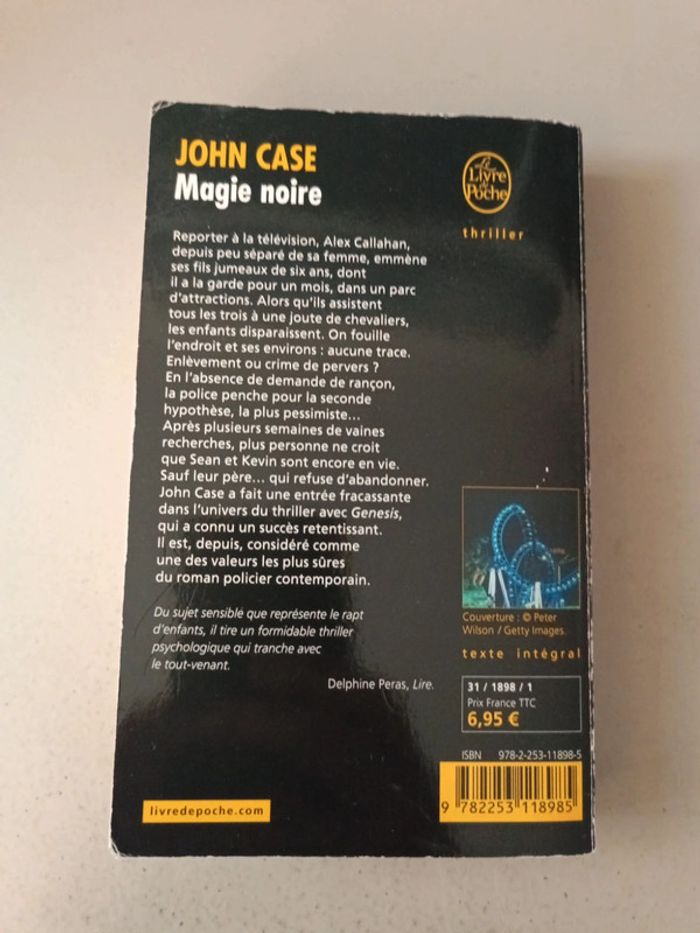 JOHN CASE
Magie noire
Le
Livre
de
Poche
thriller
Reporter à la télévision, Alex Callahan,
depuis peu séparé de sa femme, emmène
ses fils jumeaux de six ans, dont
il a la garde pour un mois, dans un parc
d'attractions. Alors qu'ils assistent
tous les trois à une joute de chevaliers,
les enfants disparaissent. On fouille
l'endroit et ses environs : aucune trace.
Enlèvement ou crime de pervers ?
En l'absence de demande de rançon,
la police penche pour la seconde
hypothèse, la plus pessimiste...
Après plusieurs semaines de vaines
recherches, plus personne ne croit
que Sean et Kevin sont encore en vie.
Sauf leur père... qui refuse d'abandonner.
John Case a fait une entrée fracassante
dans l'univers du thriller avec Genesis,
qui a connu un succès retentissant.
Il est, depuis, considéré comme
une des valeurs les plus sûres
du roman policier contemporain.
Du sujet sensible que représente le rapt
d'enfants, il tire un formidable thriller
psychologique qui tranche avec
le tout-venant.
Delphine Peras, Lire.
Couverture : © Peter
Wilson / Getty Images.
texte intégral
31 / 1898 / 1
Prix France TTC
6,95 €
ISBN 978-2-253-11898-5
9 782253 118985
livredepoche.com